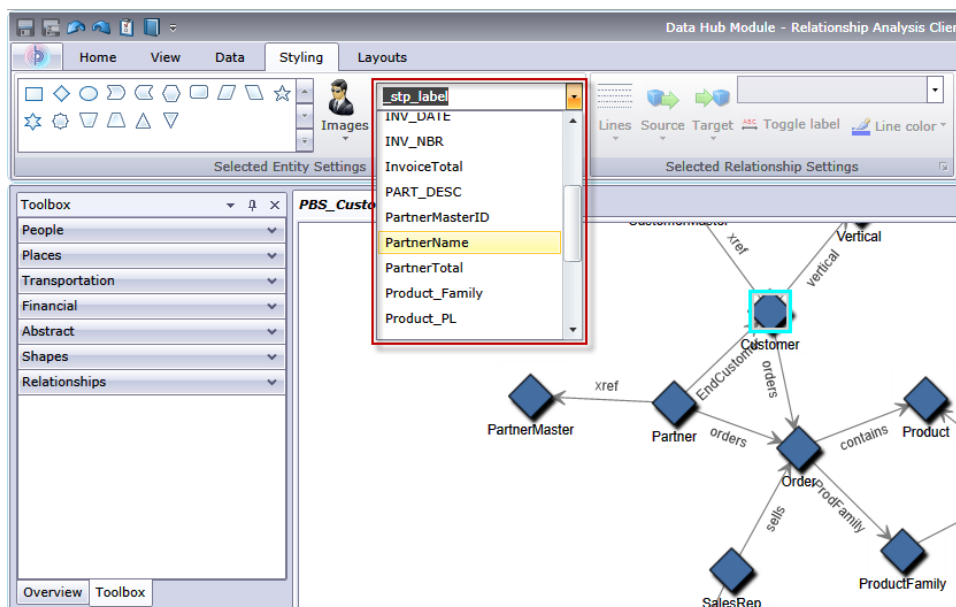 Data Hub Module - Relationship Analysis Clien
Home View Data Styling Layouts
_stp_label
Images
Lines Source Target ABC Toggle label Line color
Selected Entity Settings
Selected Relationship Settings
INV_DATE
INV_NBR
InvoiceTotal
PART_DESC
PartnerMasterID
PartnerName
PartnerTotal
Product_Family
Product_PL
Toolbox
People
Places
Transportation
Financial
Abstract
Shapes
Relationships
Overview Toolbox
PBS_Custo
CustomerMaster
Vertical
xref
vertical
Customer
EndCustomer
orders
xref
PartnerMaster
Partner
orders
contains
Product
Order
ProdFamily
sells
ProductFamily
SalesRep